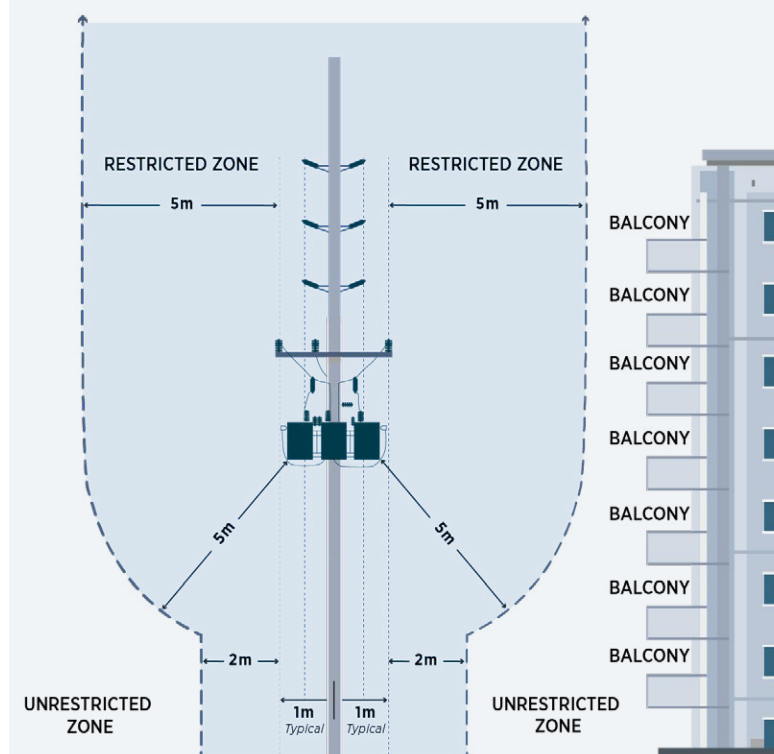 RESTRICTED ZONE
RESTRICTED ZONE
5m
5m
BALCONY
BALCONY
BALCONY
BALCONY
5m
5m
BALCONY
BALCONY
BALCONY
2m
2m
UNRESTRICTED
ZONE
1m
Typical
1m
Typical
UNRESTRICTED
ZONE